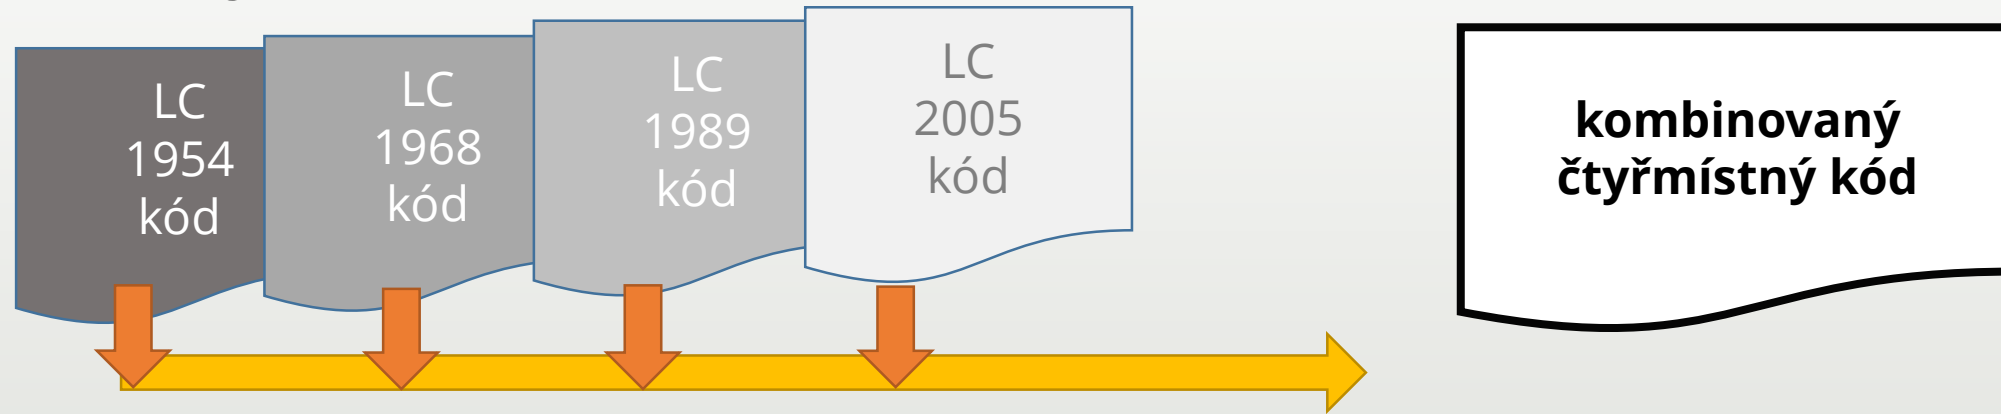 LC
1954
kód
LC
1968
kód
LC
1989
kód
LC
2005
kód
kombinovaný
čtyřmístný kód